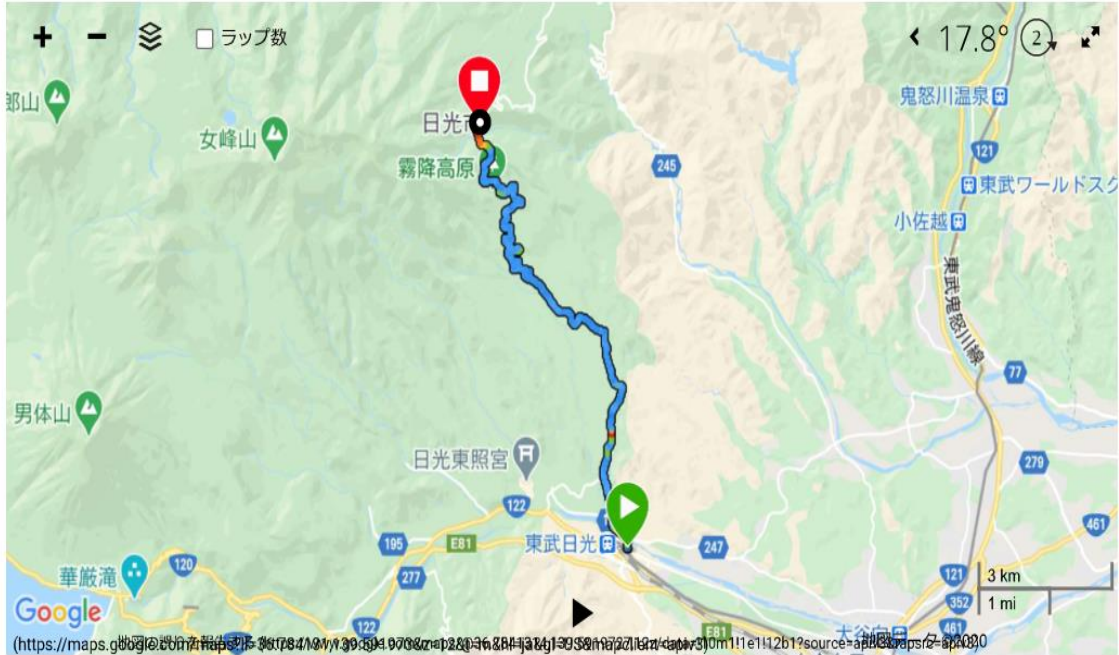 + − ラップ数
17.8° 2
郎山
女峰山
日光市
霧降高原
245
鬼怒川温泉
121
東武ワールドスク
小佐越
東武鬼怒川線
77
男体山
日光東照宮
279
122
195
E81
東武日光
247
461
277
120
華厳滝
122
E81
121
3 km
1 mi
352
461
Google